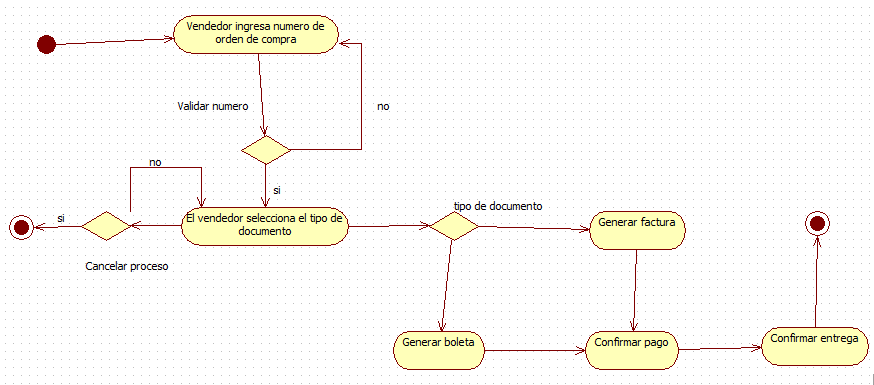 Vendedor ingresa numero de
orden de compra
Validar numero
no
si
no
El vendedor selecciona el tipo de
documento
si
Cancelar proceso
tipo de documento
Generar factura
Generar boleta
Confirmar pago
Confirmar entrega